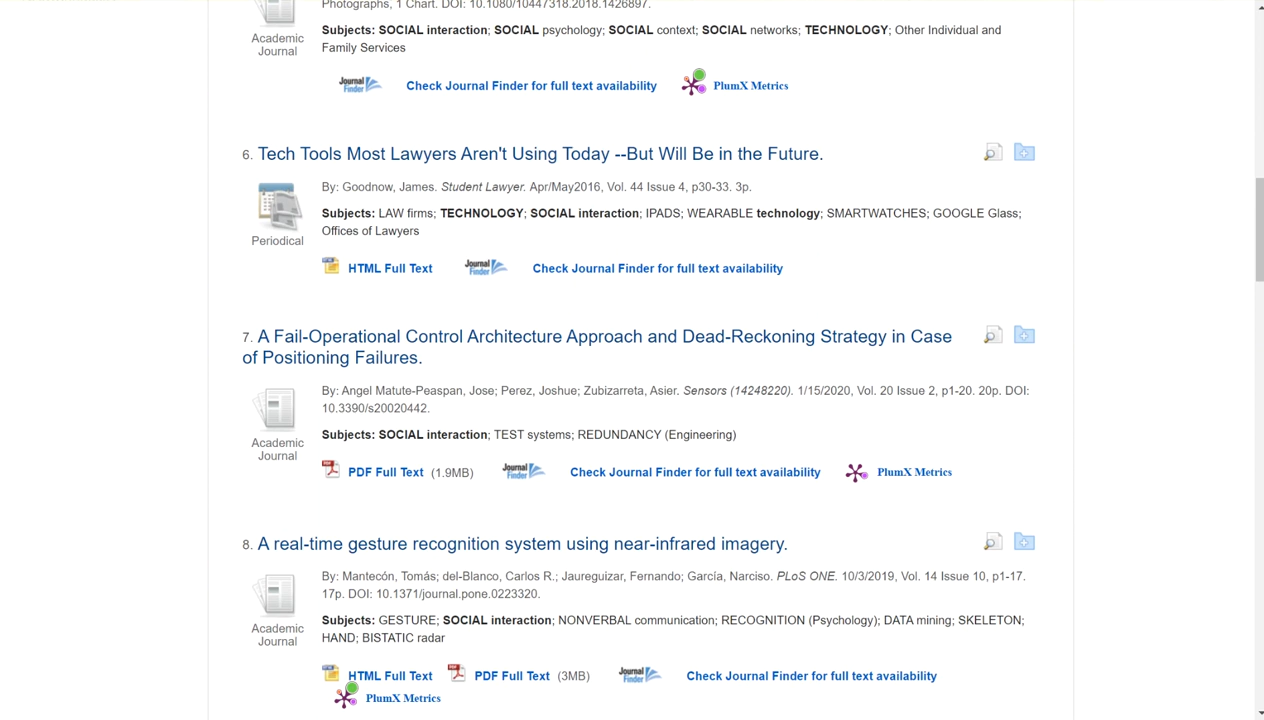 Photographs, 1 Chart. DOI: 10.1080/10447318.2018.1426897.
Academic Journal
Subjects: SOCIAL interaction; SOCIAL psychology; SOCIAL context; SOCIAL networks; TECHNOLOGY; Other Individual and
Family Services
Journal Finder Check Journal Finder for full text availability PlumX Metrics
6. Tech Tools Most Lawyers Aren't Using Today --But Will Be in the Future.
By: Goodnow, James. Student Lawyer. Apr/May2016, Vol. 44 Issue 4, p30-33. 3p.
Subjects: LAW firms; TECHNOLOGY; SOCIAL interaction; IPADS; WEARABLE technology; SMARTWATCHES; GOOGLE Glass;
Offices of Lawyers
Periodical
HTML Full Text Journal Finder Check Journal Finder for full text availability
7. A Fail-Operational Control Architecture Approach and Dead-Reckoning Strategy in Case
of Positioning Failures.
By: Angel Matute-Peaspan, Jose; Perez, Joshue; Zubizarreta, Asier. Sensors (14248220). 1/15/2020, Vol. 20 Issue 2, p1-20. 20p. DOI:
10.3390/s20020442.
Subjects: SOCIAL interaction; TEST systems; REDUNDANCY (Engineering)
Academic
Journal
PDF Full Text (1.9MB) Journal Finder Check Journal Finder for full text availability PlumX Metrics
8. A real-time gesture recognition system using near-infrared imagery.
By: Mantecón, Tomás; del-Blanco, Carlos R.; Jaureguizar, Fernando; García, Narciso. PLoS ONE. 10/3/2019, Vol. 14 Issue 10, p1-17.
17p. DOI: 10.1371/journal.pone.0223320.
Subjects: GESTURE; SOCIAL interaction; NONVERBAL communication; RECOGNITION (Psychology); DATA mining; SKELETON;
HAND; BISTATIC radar
Academic
Journal
HTML Full Text PDF Full Text (3MB) Journal Finder Check Journal Finder for full text availability
PlumX Metrics